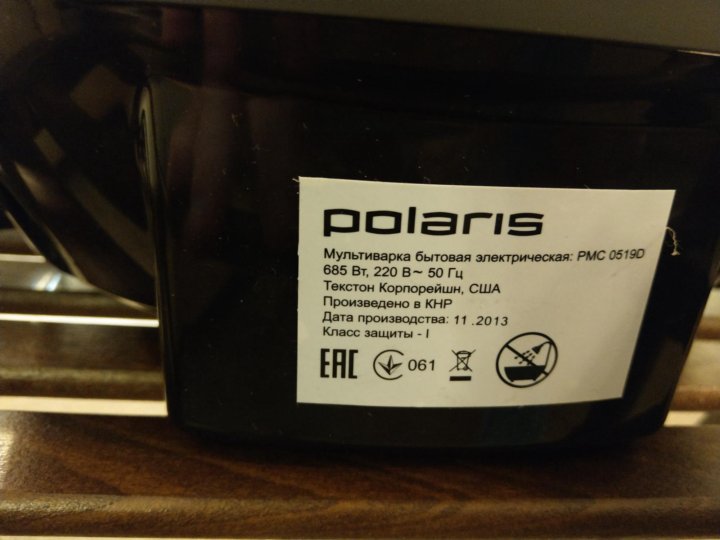 polaris
Мультиварка бытовая электрическая: PMC 0519D
685 Вт, 220 В~ 50 Гц
Текстон Корпорейшн, США
Произведено в КНР
Дата производства: 11.2013
Класс защиты - I
EAC 061